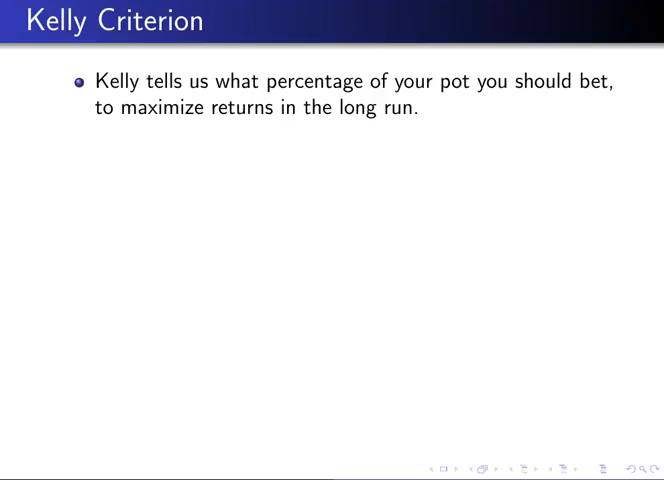 Kelly Criterion
Kelly tells us what percentage of your pot you should bet,
to maximize returns in the long run.